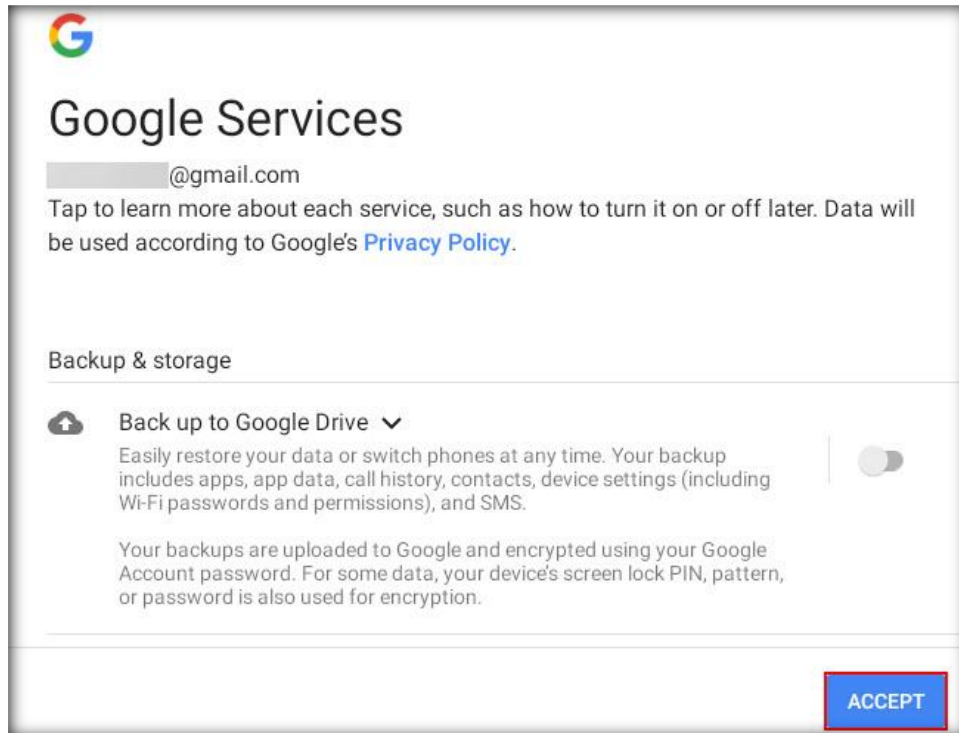 G
Google Services
@gmail.com
Tap to learn more about each service, such as how to turn it on or off later. Data will
be used according to Google's Privacy Policy.
Backup & storage
Back up to Google Drive
Easily restore your data or switch phones at any time. Your backup
includes apps, app data, call history, contacts, device settings (including
Wi-Fi passwords and permissions), and SMS.
Your backups are uploaded to Google and encrypted using your Google
Account password. For some data, your device's screen lock PIN, pattern,
or password is also used for encryption.
ACCEPT